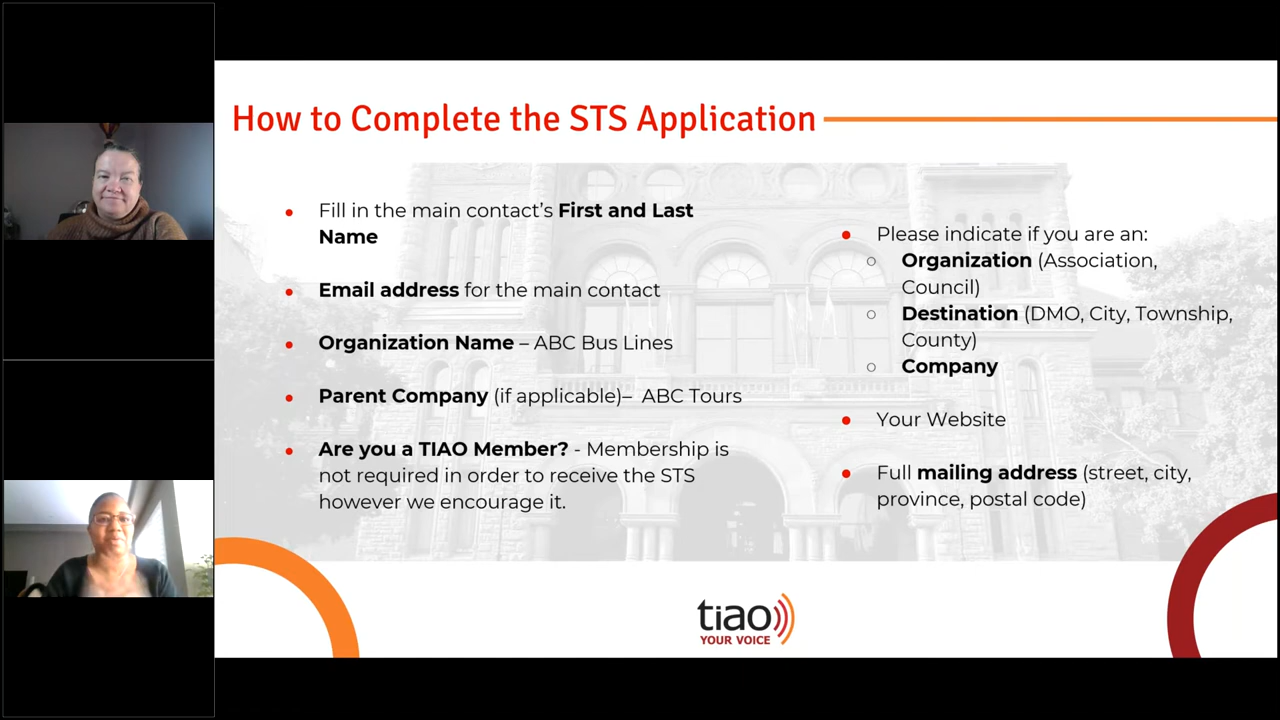 How to Complete the STS Application
• Fill in the main contact's First and Last
Name
• Email address for the main contact
• Organization Name – ABC Bus Lines
• Parent Company (if applicable)– ABC Tours
• Are you a TIAO Member? - Membership is
not required in order to receive the STS
however we encourage it.
• Please indicate if you are an:
○ Organization (Association,
Council)
○ Destination (DMO, City, Township,
County)
○ Company
• Your Website
• Full mailing address (street, city,
province, postal code)
tiao
YOUR VOICE